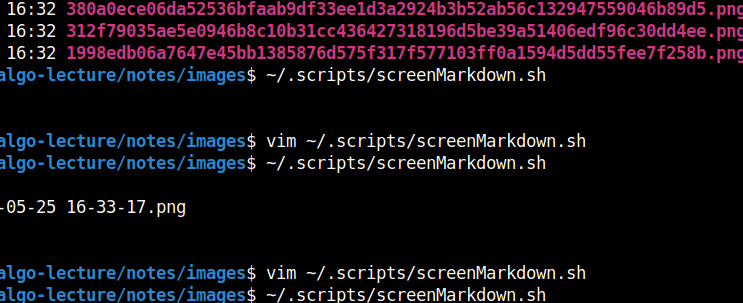 16:32 380a0ece06da52536bfaab9df33ee1d3a2924b3b52ab56c132947559046b89d5.png
16:32 312f79035ae5e0946b8c10b31cc436427318196d5be39a51406edf96c30dd4ee.png
16:32 1998edb06a7647e45bb1385876d575f317f577103ff0a1594d5dd55fee7f258b.png
algo-lecture/notes/images$ ~/.scripts/screenMarkdown.sh
algo-lecture/notes/images$ vim ~/.scripts/screenMarkdown.sh
algo-lecture/notes/images$ ~/.scripts/screenMarkdown.sh
-05-25 16-33-17.png
algo-lecture/notes/images$ vim ~/.scripts/screenMarkdown.sh
algo-lecture/notes/images$ ~/.scripts/screenMarkdown.sh